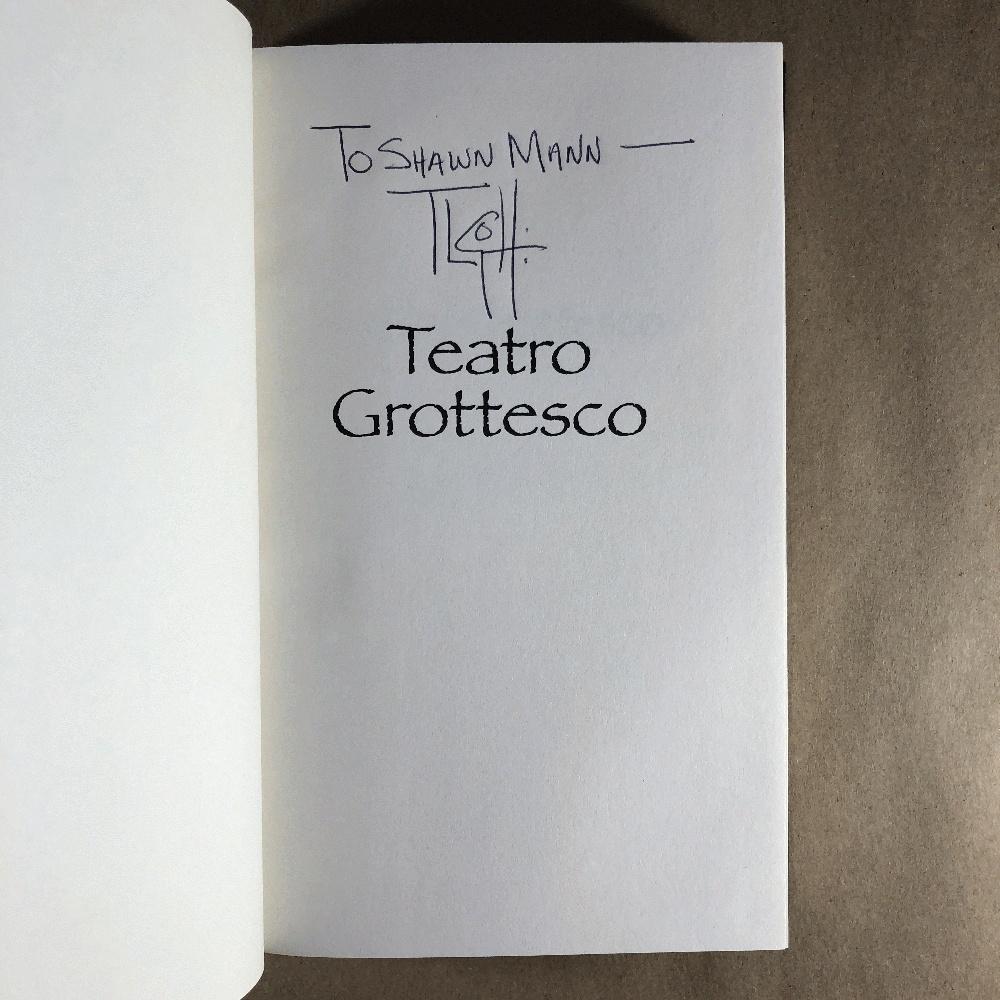 To Shawn Mann —
Teatro
Grottesco